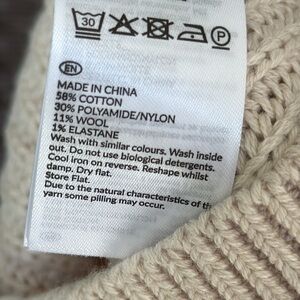 30
P
EN
MADE IN CHINA
58% COTTON
30% POLYAMIDE/NYLON
11% WOOL
1% ELASTANE
Wash with similar colours. Wash inside
out. Do not use biological detergents.
Cool iron on reverse. Reshape whilst
damp. Dry flat.
Store Flat.
Due to the natural characteristics of the
yarn some pilling may occur.